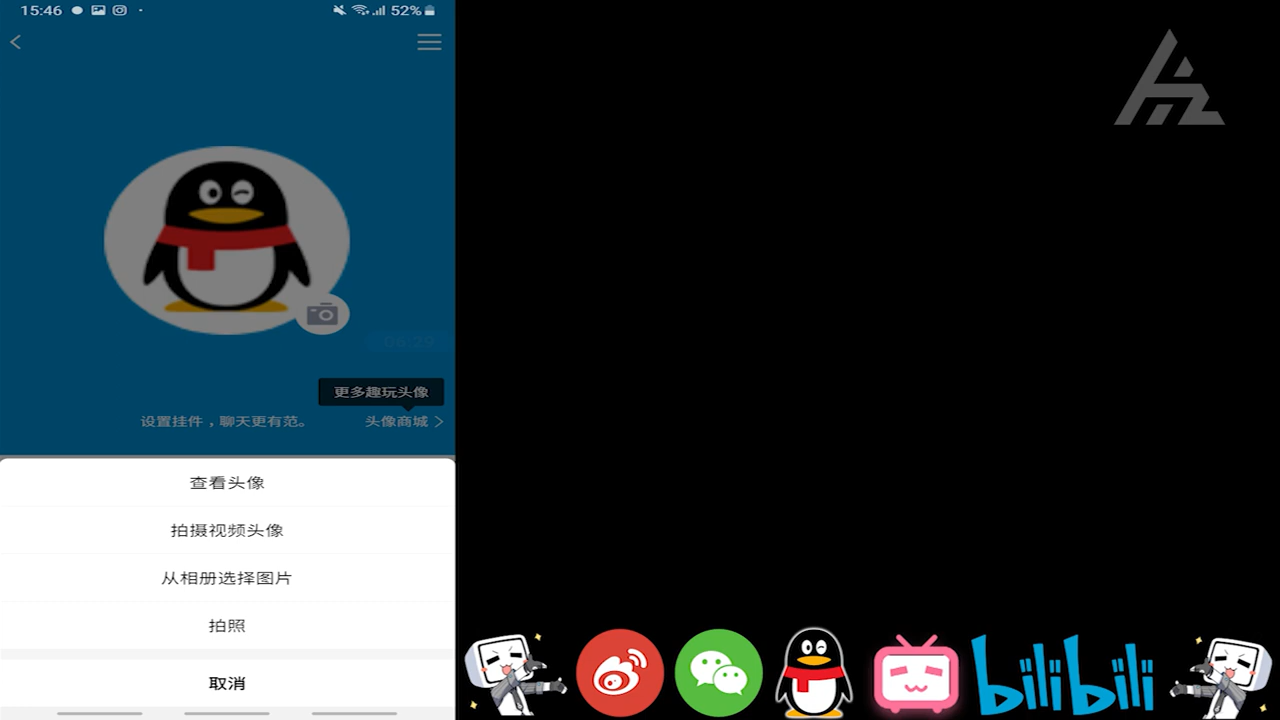 15:46
52%
06:29
更多趣玩头像
设置挂件，聊天更有范。
头像商城
查看头像
拍摄视频头像
从相册选择图片
拍照
取消
bilibili